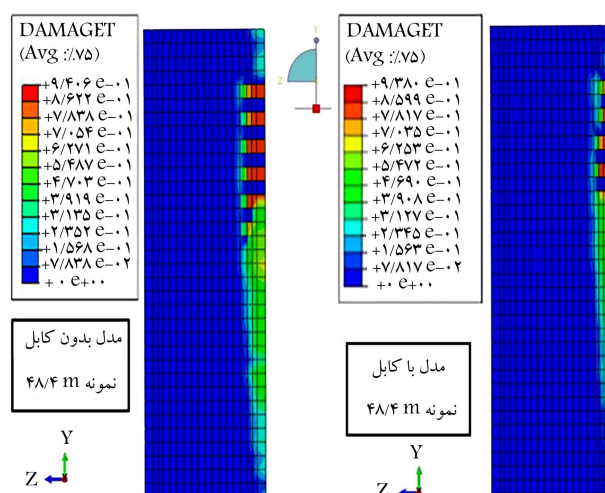 DAMAGET
(Avg :٪۷۵)
+۹/۴۰۶ e-۰۱
+۸/۶۲۲ e-۰۱
+۷/۸۳۸ e-۰۱
+۷/۰۵۴ e-۰۱
+۶/۲۷۱ e-۰۱
+۵/۴۸۷ e-۰۱
+۴/۷۰۳ e-۰۱
+۳/۹۱۹ e-۰۱
+۳/۱۳۵ e-۰۱
+۲/۳۵۲ e-۰۱
+۱/۵۶۸ e-۰۱
+۷/۸۳۸ e-۰۲
+۰ e+۰۰
مدل بدون کابل
نمونه ۴۸/۴ m
Y
Z
Y
Z
DAMAGET
(Avg :٪۷۵)
+۹/۳۸۰ e-۰۱
+۸/۵۹۹ e-۰۱
+۷/۸۱۷ e-۰۱
+۷/۰۳۵ e-۰۱
+۶/۲۵۳ e-۰۱
+۵/۴۷۲ e-۰۱
+۴/۶۹۰ e-۰۱
+۳/۹۰۸ e-۰۱
+۳/۱۲۷ e-۰۱
+۲/۳۴۵ e-۰۱
+۱/۵۶۳ e-۰۱
+۷/۸۱۷ e-۰۲
+۰ e+۰۰
مدل با کابل
نمونه ۴۸/۴ m
Y
Z